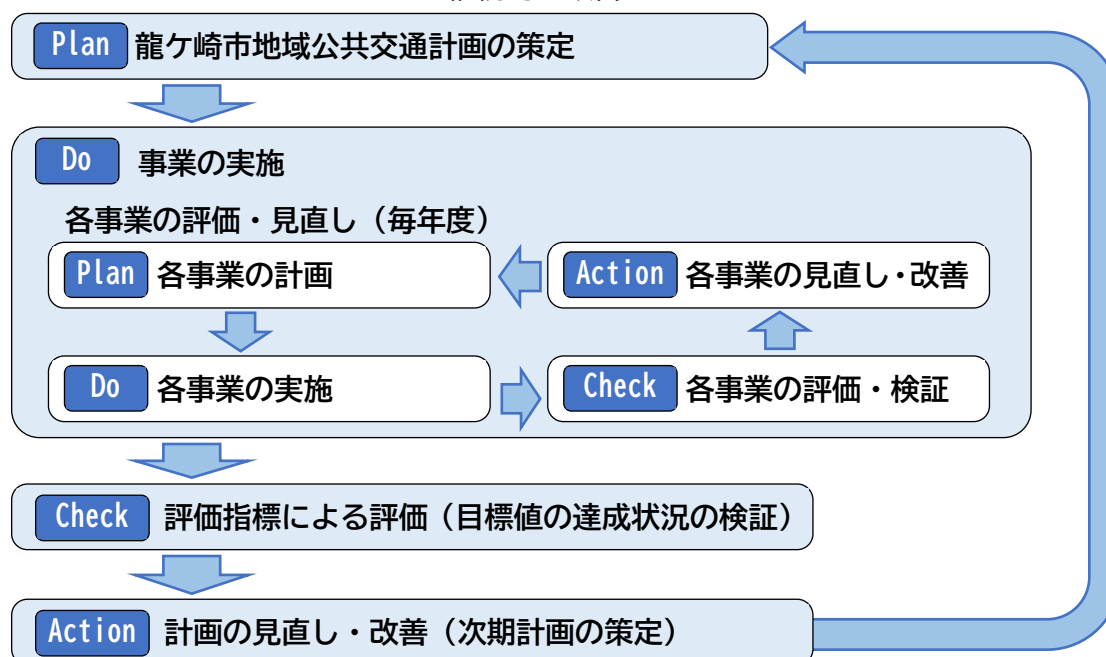 Plan 龍ケ崎市地域公共交通計画の策定
Do 事業の実施
各事業の評価・見直し（毎年度）
Plan 各事業の計画
Action 各事業の見直し・改善
Do 各事業の実施
Check 各事業の評価・検証
Check 評価指標による評価（目標値の達成状況の検証）
Action 計画の見直し・改善（次期計画の策定）